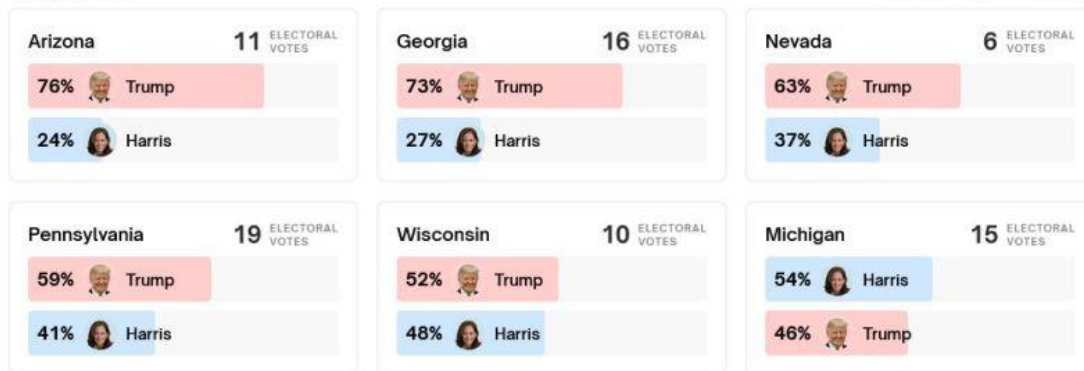 Arizona 11 ELECTORAL VOTES
76% Trump
24% Harris
Georgia 16 ELECTORAL VOTES
73% Trump
27% Harris
Nevada 6 ELECTORAL VOTES
63% Trump
37% Harris
Pennsylvania 19 ELECTORAL VOTES
59% Trump
41% Harris
Wisconsin 10 ELECTORAL VOTES
52% Trump
48% Harris
Michigan 15 ELECTORAL VOTES
54% Harris
46% Trump